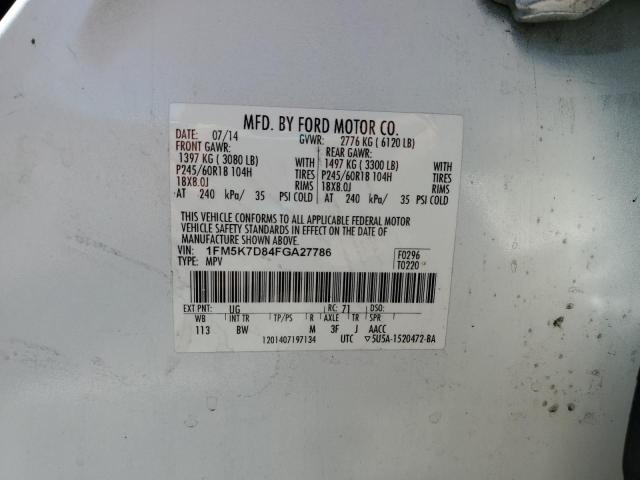 MFD. BY FORD MOTOR CO.
DATE: 07/14 GVWR: 2776 KG ( 6120 LB)
FRONT GAWR: REAR GAWR:
1397 KG ( 3080 LB) WITH 1497 KG ( 3300 LB) WITH
P245/60R18 104H TIRES P245/60R18 104H TIRES
18X8.0J RIMS 18X8.0J RIMS
AT 240 kPa/ 35 PSI COLD AT 240 kPa/ 35 PSI COLD
THIS VEHICLE CONFORMS TO ALL APPLICABLE FEDERAL MOTOR
VEHICLE SAFETY STANDARDS IN EFFECT ON THE DATE OF
MANUFACTURE SHOWN ABOVE.
VIN: 1FM5K7D84FGA27786 F0296
TYPE: MPV T0220
EXT PNT: UG RC: 71 DSO:
WB INT TR TP/PS R AXLE TR SPR
113 BW M 3F J AACC
1201407197134 UTC ▽5U5A-1520472-BA